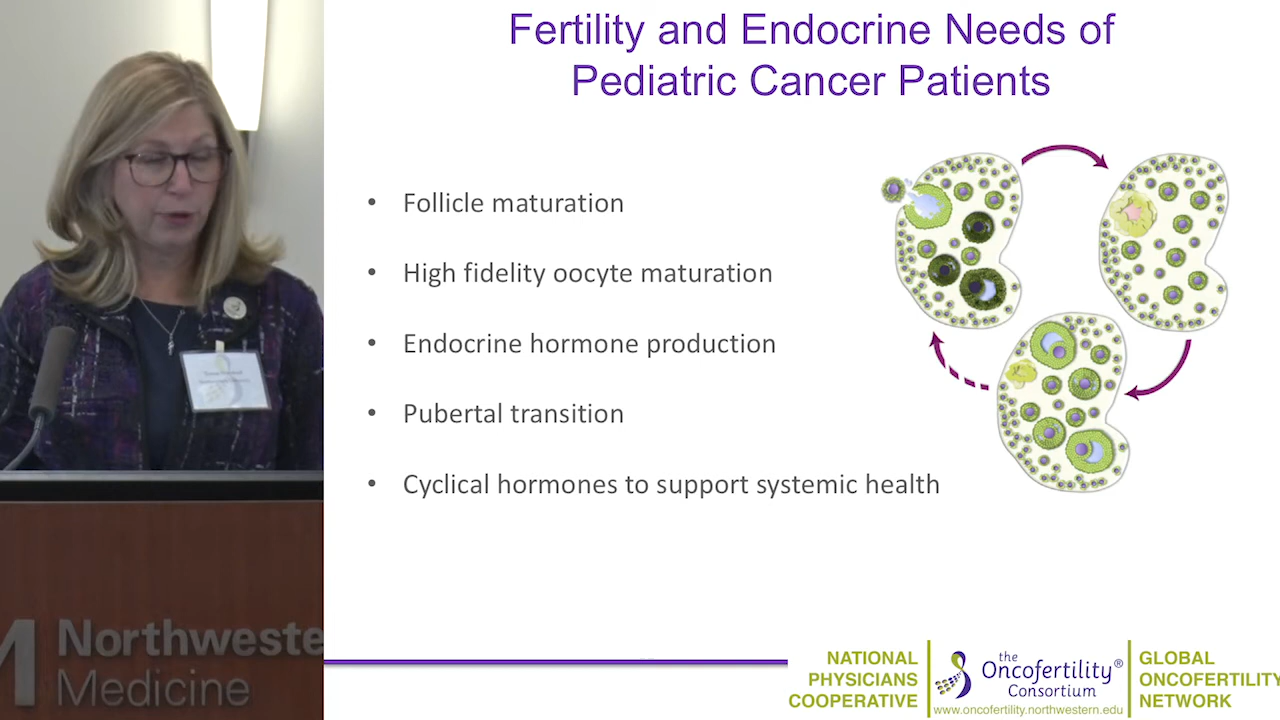 Fertility and Endocrine Needs of
Pediatric Cancer Patients
• Follicle maturation
• High fidelity oocyte maturation
• Endocrine hormone production
• Pubertal transition
• Cyclical hormones to support systemic health
M Northweste
Medicine
NATIONAL
PHYSICIANS
COOPERATIVE
the
Oncofertility®
Consortium
www.oncofertility.northwestern.edu
GLOBAL
ONCOFERTILITY
NETWORK